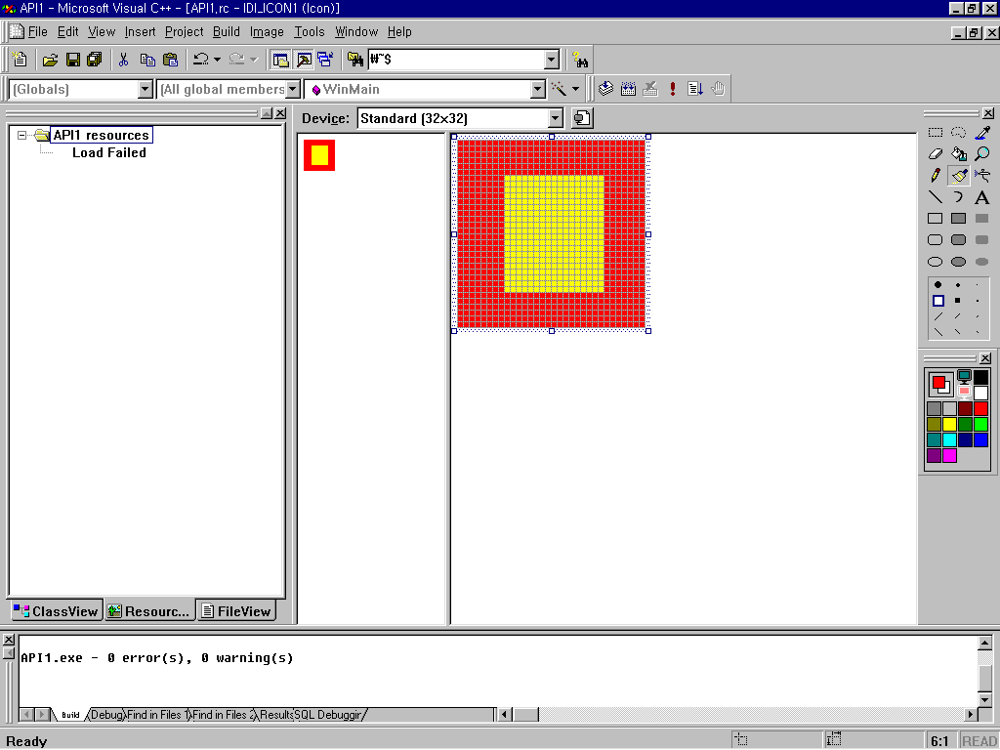 API1 - Microsoft Visual C++ - [API1.rc - IDI_ICON1 (Icon)]
File Edit View Insert Project Build Image Tools Window Help
₩~$
(Globals) (All global members WinMain
Device: Standard (32x32)
API1 resources
Load Failed
A
ClassView Resourc... FileView
API1.exe - 0 error(s), 0 warning(s)
Build Debug Find in Files 1 Find in Files 2 Results SQL Debuggin
Ready 6:1 READ